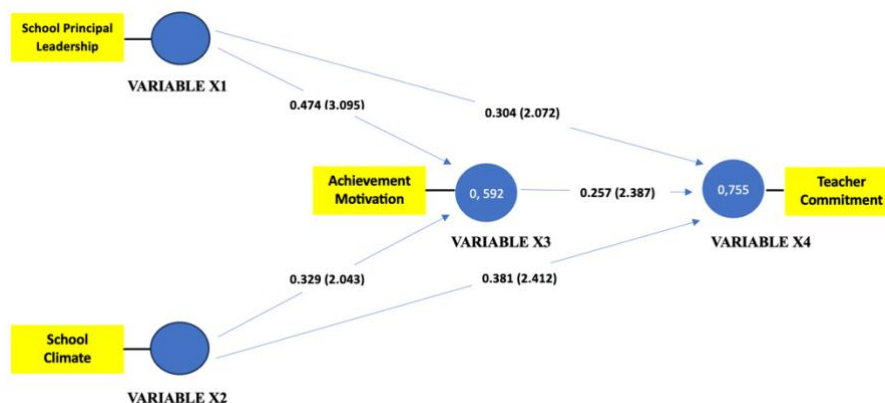 School Principal
Leadership
VARIABLE X1
0.474 (3.095)
0.304 (2.072)
Achievement
Motivation
0, 592
0.257 (2.387)
0,755
Teacher
Commitment
VARIABLE X3
VARIABLE X4
0.329 (2.043)
0.381 (2.412)
School
Climate
VARIABLE X2